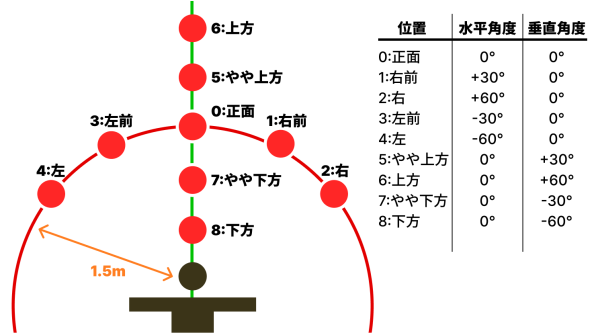 6:上方
5:やや上方
0:正面
3:左前
1:右前
4:左
2:右
7:やや下方
8:下方
1.5m
位置 水平角度 垂直角度
0:正面 0° 0°
1:右前 +30° 0°
2:右 +60° 0°
3:左前 -30° 0°
4:左 -60° 0°
5:やや上方 0° +30°
6:上方 0° +60°
7:やや下方 0° -30°
8:下方 0° -60°